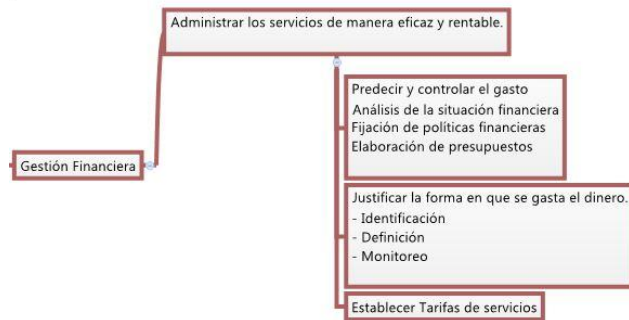 Administrar los servicios de manera eficaz y rentable.
Predecir y controlar el gasto
Análisis de la situación financiera
Fijación de políticas financieras
Elaboración de presupuestos
Gestión Financiera
Justificar la forma en que se gasta el dinero.
- Identificación
- Definición
- Monitoreo
Establecer Tarifas de servicios